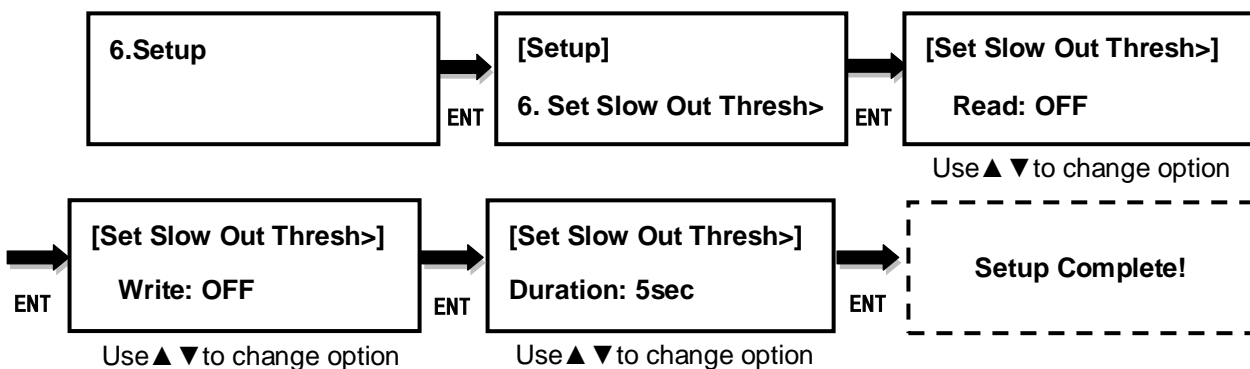 6.Setup
ENT
[Setup]
6. Set Slow Out Thresh>
ENT
[Set Slow Out Thresh>]
Read: OFF
Use▲▼to change option
ENT
[Set Slow Out Thresh>]
Write: OFF
Use▲▼to change option
ENT
[Set Slow Out Thresh>]
Duration: 5sec
Use▲▼to change option
ENT
Setup Complete!